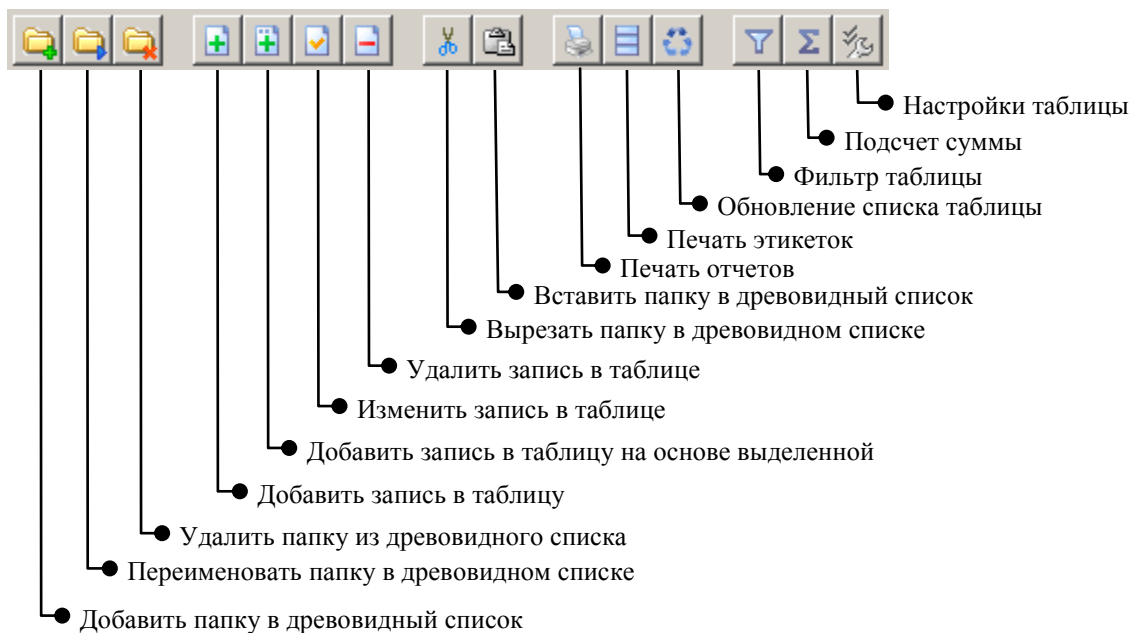 Настройки таблицы
Подсчет суммы
Фильтр таблицы
Обновление списка таблицы
Печать этикеток
Печать отчетов
Вставить папку в древовидный список
Вырезать папку в древовидном списке
Удалить запись в таблице
Изменить запись в таблице
Добавить запись в таблицу на основе выделенной
Добавить запись в таблицу
Удалить папку из древовидного списка
Переименовать папку в древовидном списке
Добавить папку в древовидный список